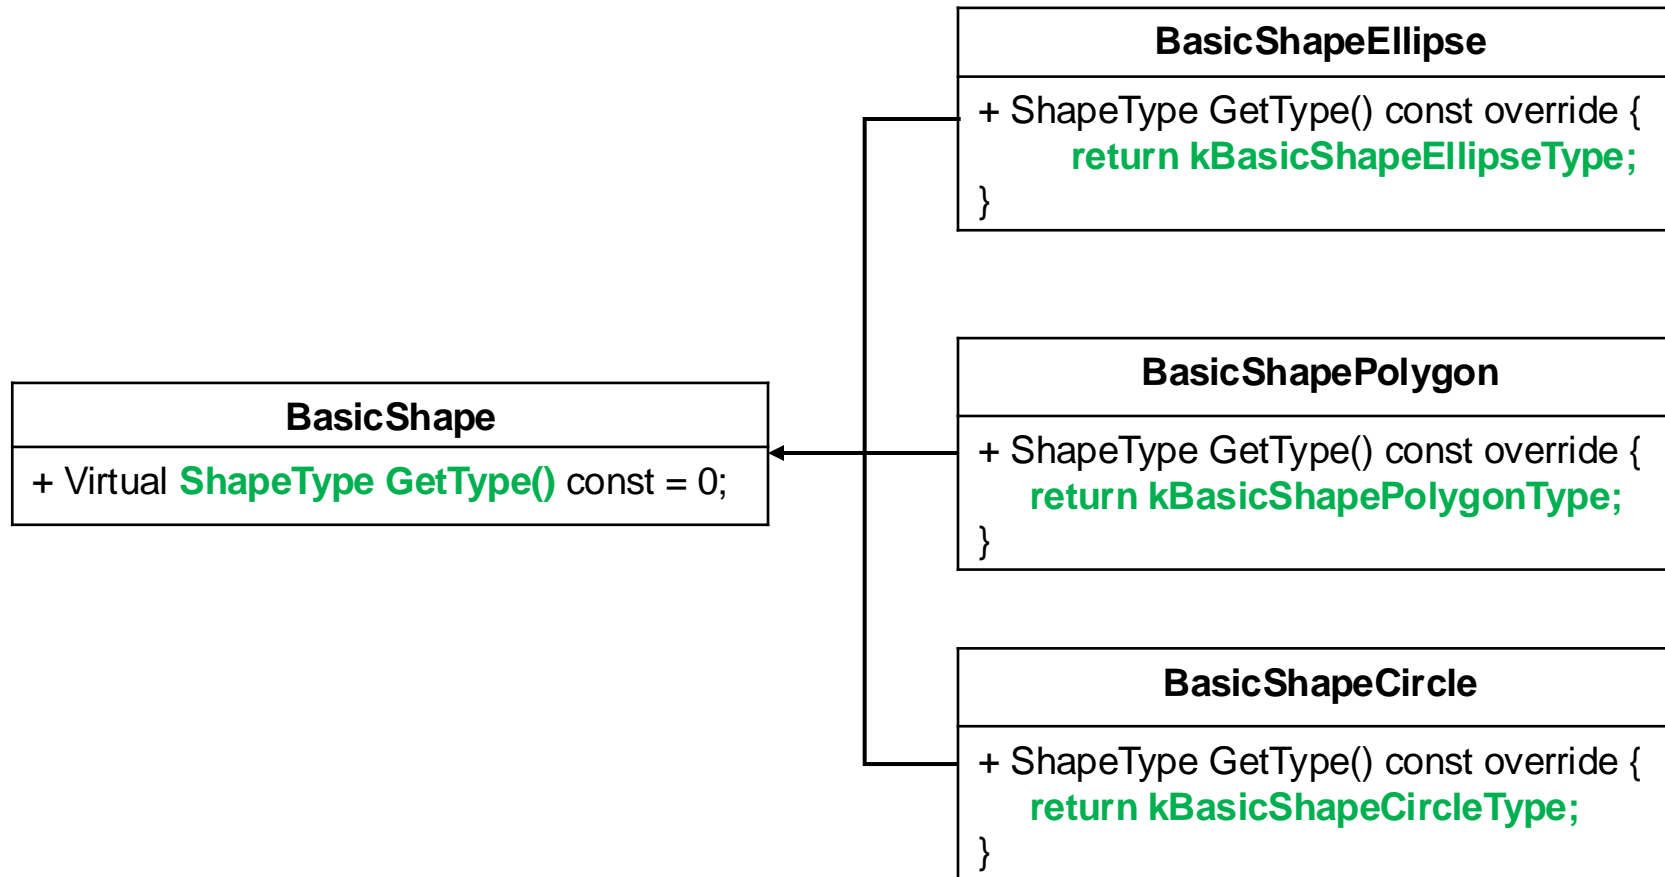 BasicShapeEllipse
+ ShapeType GetType() const override {
return kBasicShapeEllipseType;
}
BasicShapePolygon
+ ShapeType GetType() const override {
return kBasicShapePolygonType;
}
BasicShape
+ Virtual ShapeType GetType() const = 0;
BasicShapeCircle
+ ShapeType GetType() const override {
return kBasicShapeCircleType;
}